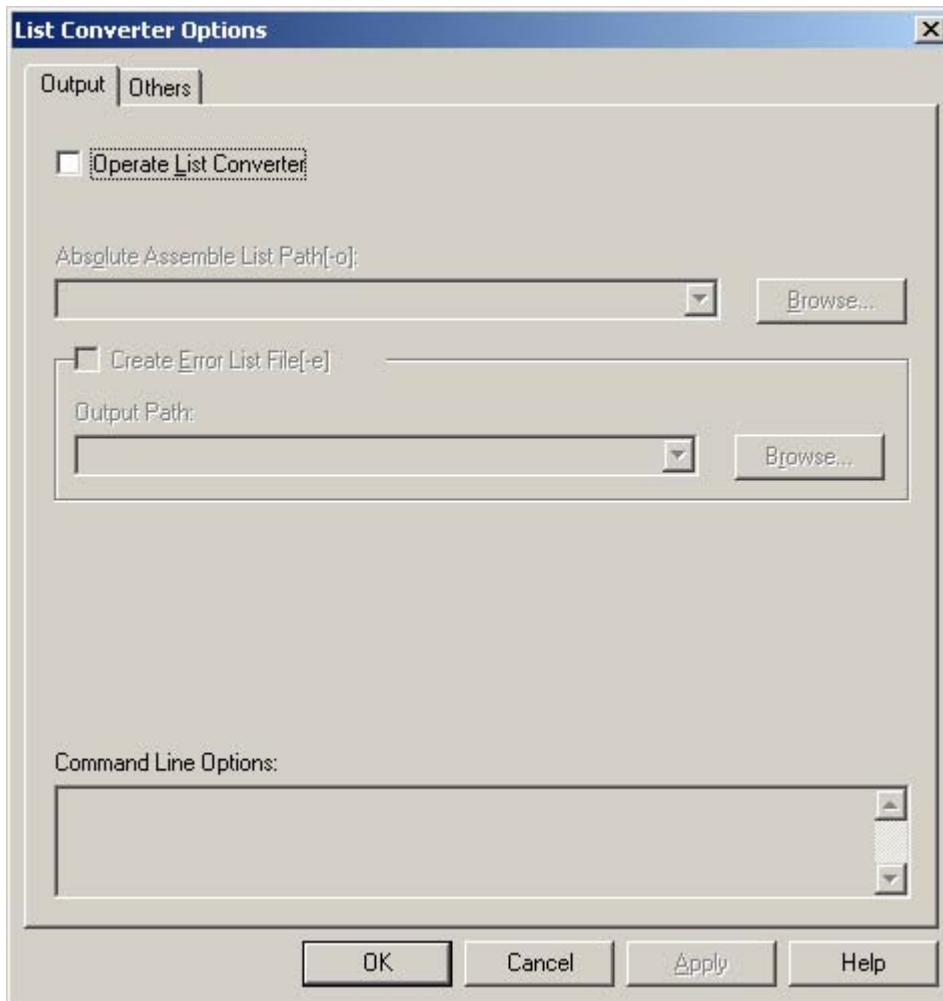 List Converter Options
Output Others
Operate List Converter
Absolute Assemble List Path[-o]:
Browse...
Create Error List File[-e]
Output Path:
Browse...
Command Line Options:
OK Cancel Apply Help